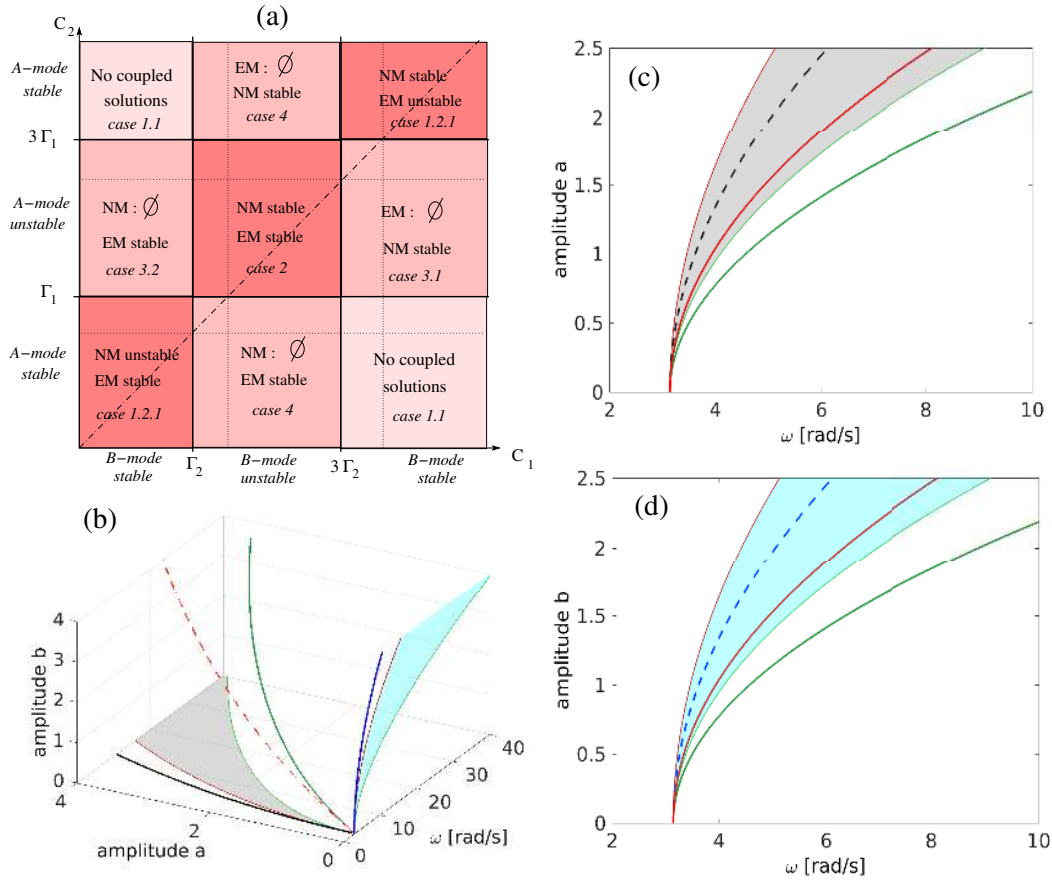 (a)
C₂
A−mode
stable
3 Γ₁
A−mode
unstable
Γ₁
A−mode
stable
No coupled
solutions
case 1.1
EM : ∅
NM stable
case 4
NM stable
EM unstable
case 1.2.1
NM : ∅
EM stable
case 3.2
NM stable
EM stable
case 2
EM : ∅
NM stable
case 3.1
NM unstable
EM stable
case 1.2.1
NM : ∅
EM stable
case 4
No coupled
solutions
case 1.1
B−mode
stable
Γ₂
B−mode
unstable
3 Γ₂
B−mode
stable
C₁
(b)
amplitude b
4
3
2
1
0
4
2
0
amplitude a
0
10
20
30
40
ω [rad/s]
(c)
amplitude a
2.5
2
1.5
1
0.5
0
2
4
6
8
10
ω [rad/s]
(d)
amplitude b
2.5
2
1.5
1
0.5
0
2
4
6
8
10
ω [rad/s]